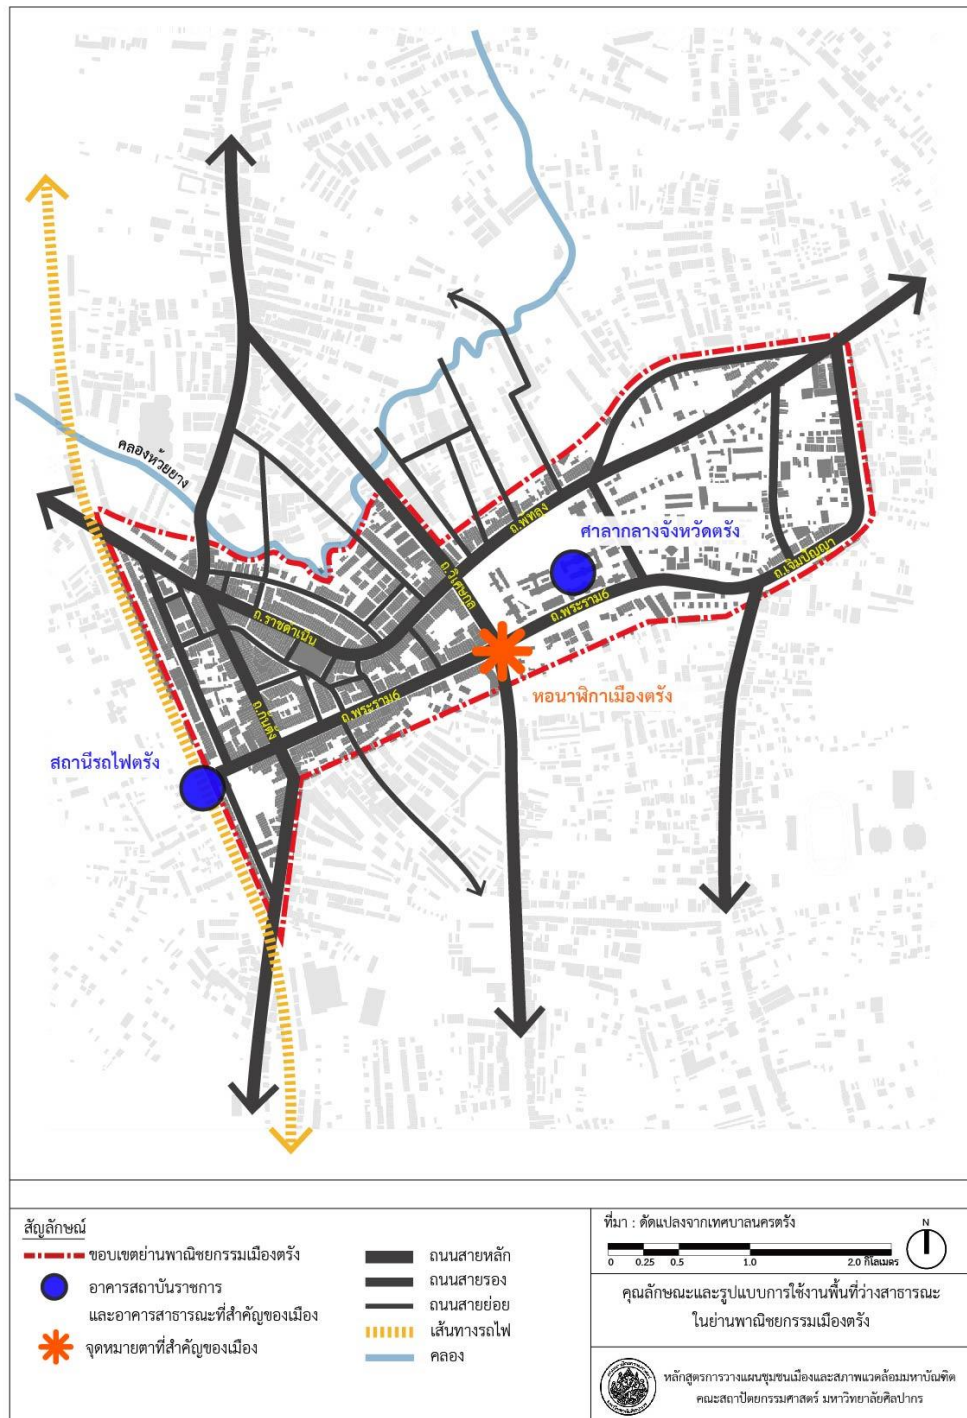 คลองห้วยยาง
ถ.พัทลุง
ศาลากลางจังหวัดตรัง
ถ.เจิมปัญญา
ถ.วิเศษกุล
ถ.พระราม6
ถ.ราชดำเนิน
หอนาฬิกาเมืองตรัง
ถ.พระราม6
ถ.กันตัง
สถานีรถไฟตรัง
สัญลักษณ์
ขอบเขตย่านพาณิชยกรรมเมืองตรัง
อาคารสถาบันราชการ
และอาคารสาธารณะที่สำคัญของเมือง
จุดหมายตาที่สำคัญของเมือง
ถนนสายหลัก
ถนนสายรอง
ถนนสายย่อย
เส้นทางรถไฟ
คลอง
ที่มา : ดัดแปลงจากเทศบาลนครตรัง
N
0 0.25 0.5 1.0 2.0 กิโลเมตร
คุณลักษณะและรูปแบบการใช้งานพื้นที่ว่างสาธารณะ
ในย่านพาณิชยกรรมเมืองตรัง
หลักสูตรการวางแผนชุมชนเมืองและสภาพแวดล้อมมหาบัณฑิต
คณะสถาปัตยกรรมศาสตร์ มหาวิทยาลัยศิลปากร